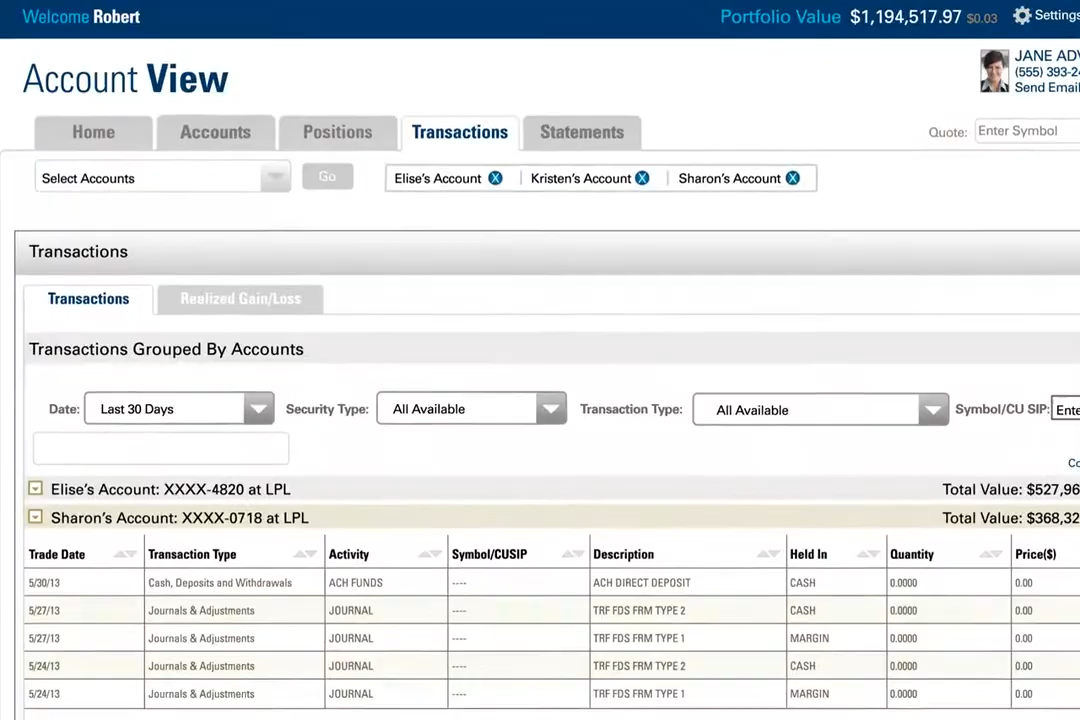 Welcome Robert
Portfolio Value $1,194,517.97 $0.03 Settings
Account View
JANE ADV
(555) 393-24
Send Email
Home Accounts Positions Transactions Statements
Quote: Enter Symbol
Select Accounts Go Elise's Account X Kristen's Account X Sharon's Account X
Transactions
Transactions Realized Gain/Loss
Transactions Grouped By Accounts
Date: Last 30 Days Security Type: All Available Transaction Type: All Available Symbol/CU SIP: Ente
Co
Elise's Account: XXXX-4820 at LPL Total Value: $527,96
Sharon's Account: XXXX-0718 at LPL Total Value: $368,32
Trade Date Transaction Type Activity Symbol/CUSIP Description Held In Quantity Price($)
5/30/13 Cash, Deposits and Withdrawals ACH FUNDS ---- ACH DIRECT DEPOSIT CASH 0.0000 0.00
5/27/13 Journals & Adjustments JOURNAL ---- TRF FDS FRM TYPE 2 CASH 0.0000 0.00
5/27/13 Journals & Adjustments JOURNAL ---- TRF FDS FRM TYPE 1 MARGIN 0.0000 0.00
5/24/13 Journals & Adjustments JOURNAL ---- TRF FDS FRM TYPE 2 CASH 0.0000 0.00
5/24/13 Journals & Adjustments JOURNAL ---- TRF FDS FRM TYPE 1 MARGIN 0.0000 0.00